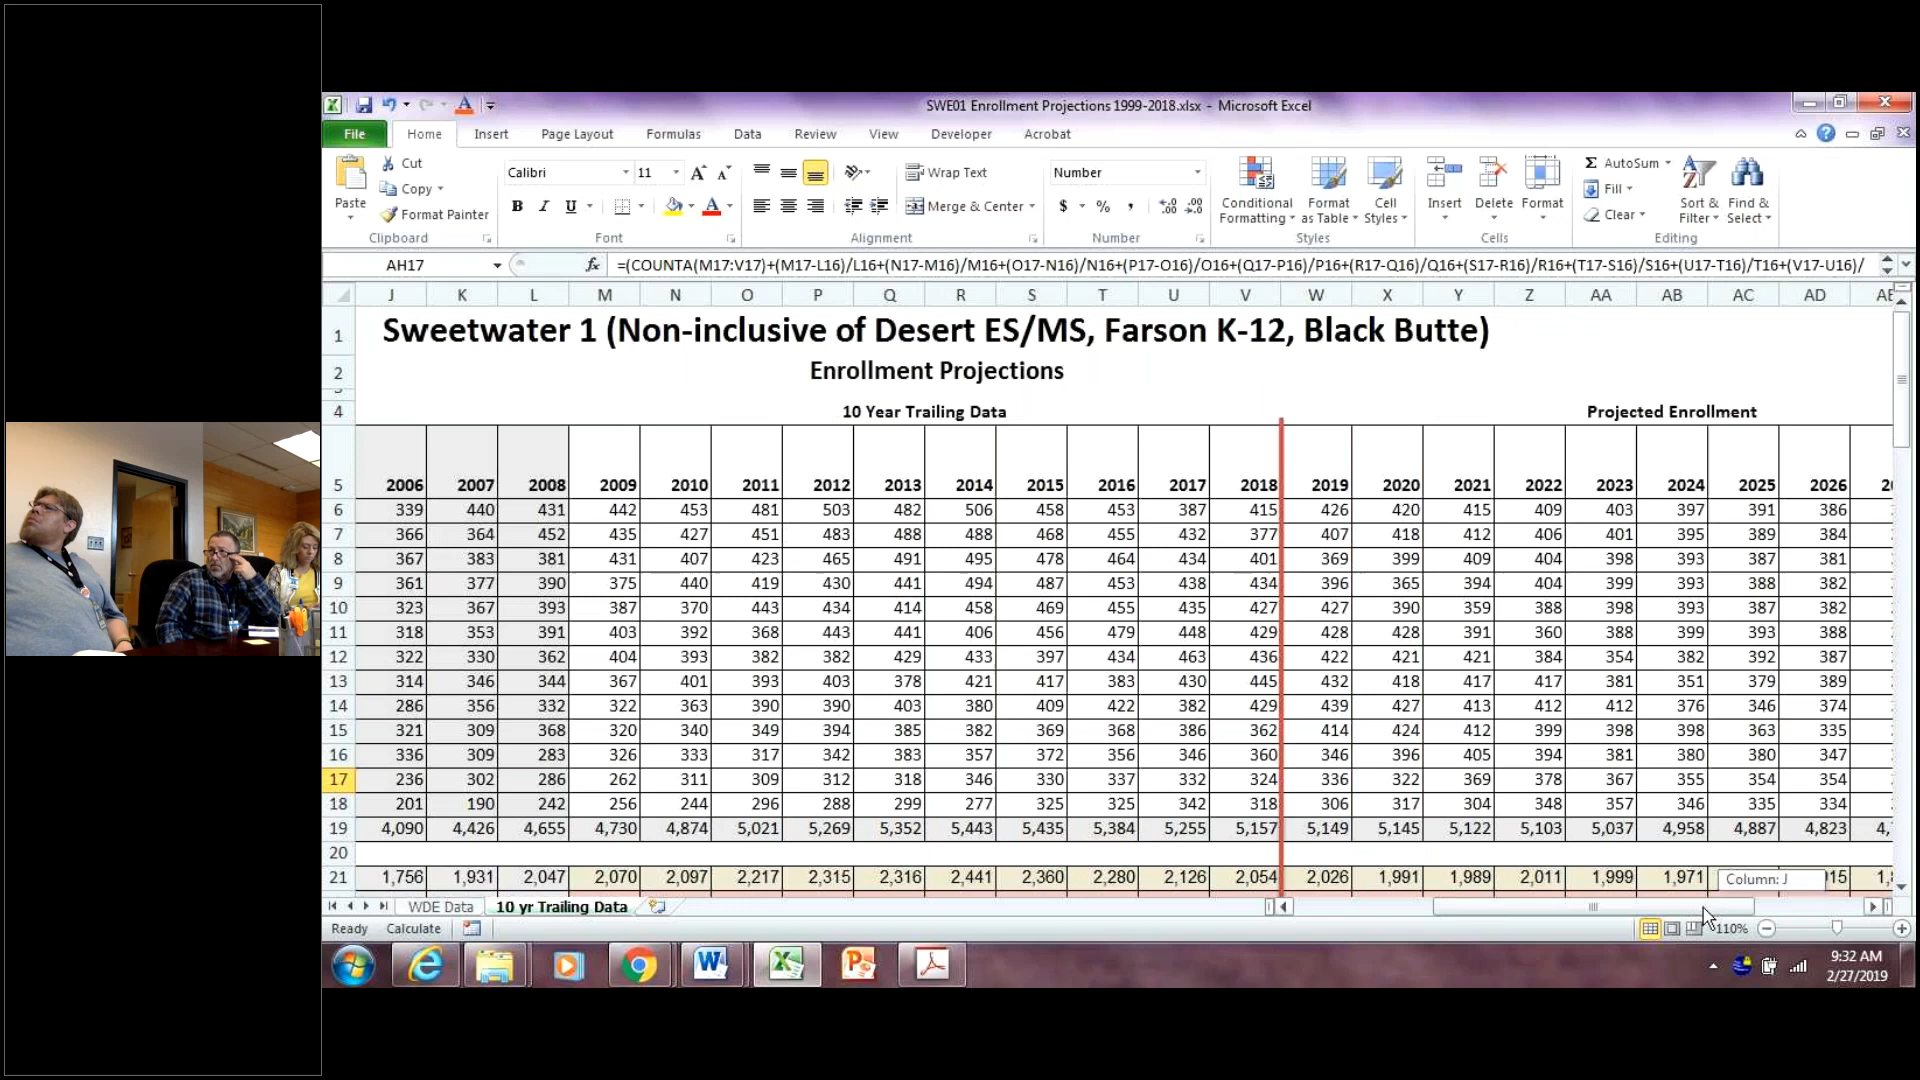 SWE01 Enrollment Projections 1999-2018.xlsx - Microsoft Excel
File Home Insert Page Layout Formulas Data Review View Developer Acrobat
Paste
Cut
Copy
Format Painter
Clipboard
Calibri 11
B I U
Font
Wrap Text
Merge & Center
Alignment
Number
$ % ,
Number
Conditional Formatting
Format as Table
Cell Styles
Styles
Insert Delete Format
Cells
Σ AutoSum
Fill
Clear
Sort & Filter
Find & Select
Editing
AH17 fx =(COUNTA(M17:V17)+(M17-L16)/L16+(N17-M16)/M16+(O17-N16)/N16+(P17-O16)/O16+(Q17-P16)/P16+(R17-Q16)/Q16+(S17-R16)/R16+(T17-S16)/S16+(U17-T16)/T16+(V17-U16)/
J K L M N O P Q R S T U V W X Y Z AA AB AC AD
1 Sweetwater 1 (Non-inclusive of Desert ES/MS, Farson K-12, Black Butte)
2 Enrollment Projections
4 10 Year Trailing Data Projected Enrollment
5 2006 2007 2008 2009 2010 2011 2012 2013 2014 2015 2016 2017 2018 2019 2020 2021 2022 2023 2024 2025 2026
6 339 440 431 442 453 481 503 482 506 458 453 387 415 426 420 415 409 403 397 391 386
7 366 364 452 435 427 451 483 488 488 468 455 432 377 407 418 412 406 401 395 389 384
8 367 383 381 431 407 423 465 491 495 478 464 434 401 369 399 409 404 398 393 387 381
9 361 377 390 375 440 419 430 441 494 487 453 438 434 396 365 394 404 399 393 388 382
10 323 367 393 387 370 443 434 414 458 469 455 435 427 427 390 359 388 398 393 387 382
11 318 353 391 403 392 368 443 441 406 456 479 448 429 428 428 391 360 388 399 393 388
12 322 330 362 404 393 382 382 429 433 397 434 463 436 422 421 421 384 354 382 392 387
13 314 346 344 367 401 393 403 378 421 417 383 430 445 432 418 417 417 381 351 379 389
14 286 356 332 322 363 390 390 403 380 409 422 382 429 439 427 413 412 412 376 346 374
15 321 309 368 320 340 349 394 385 382 369 368 386 362 414 424 412 399 398 398 363 335
16 336 309 283 326 333 317 342 383 357 372 356 346 360 346 396 405 394 381 380 380 347
17 236 302 286 262 311 309 312 318 346 330 337 332 324 336 322 369 378 367 355 354 354
18 201 190 242 256 244 296 288 299 277 325 325 342 318 306 317 304 348 357 346 335 334
19 4,090 4,426 4,655 4,730 4,874 5,021 5,269 5,352 5,443 5,435 5,384 5,255 5,157 5,149 5,145 5,122 5,103 5,037 4,958 4,887 4,823
20
21 1,756 1,931 2,047 2,070 2,097 2,217 2,315 2,316 2,441 2,360 2,280 2,126 2,054 2,026 1,991 1,989 2,011 1,999 1,971 Column: J
WDE Data 10 yr Trailing Data
Ready Calculate 110%
9:32 AM
2/27/2019